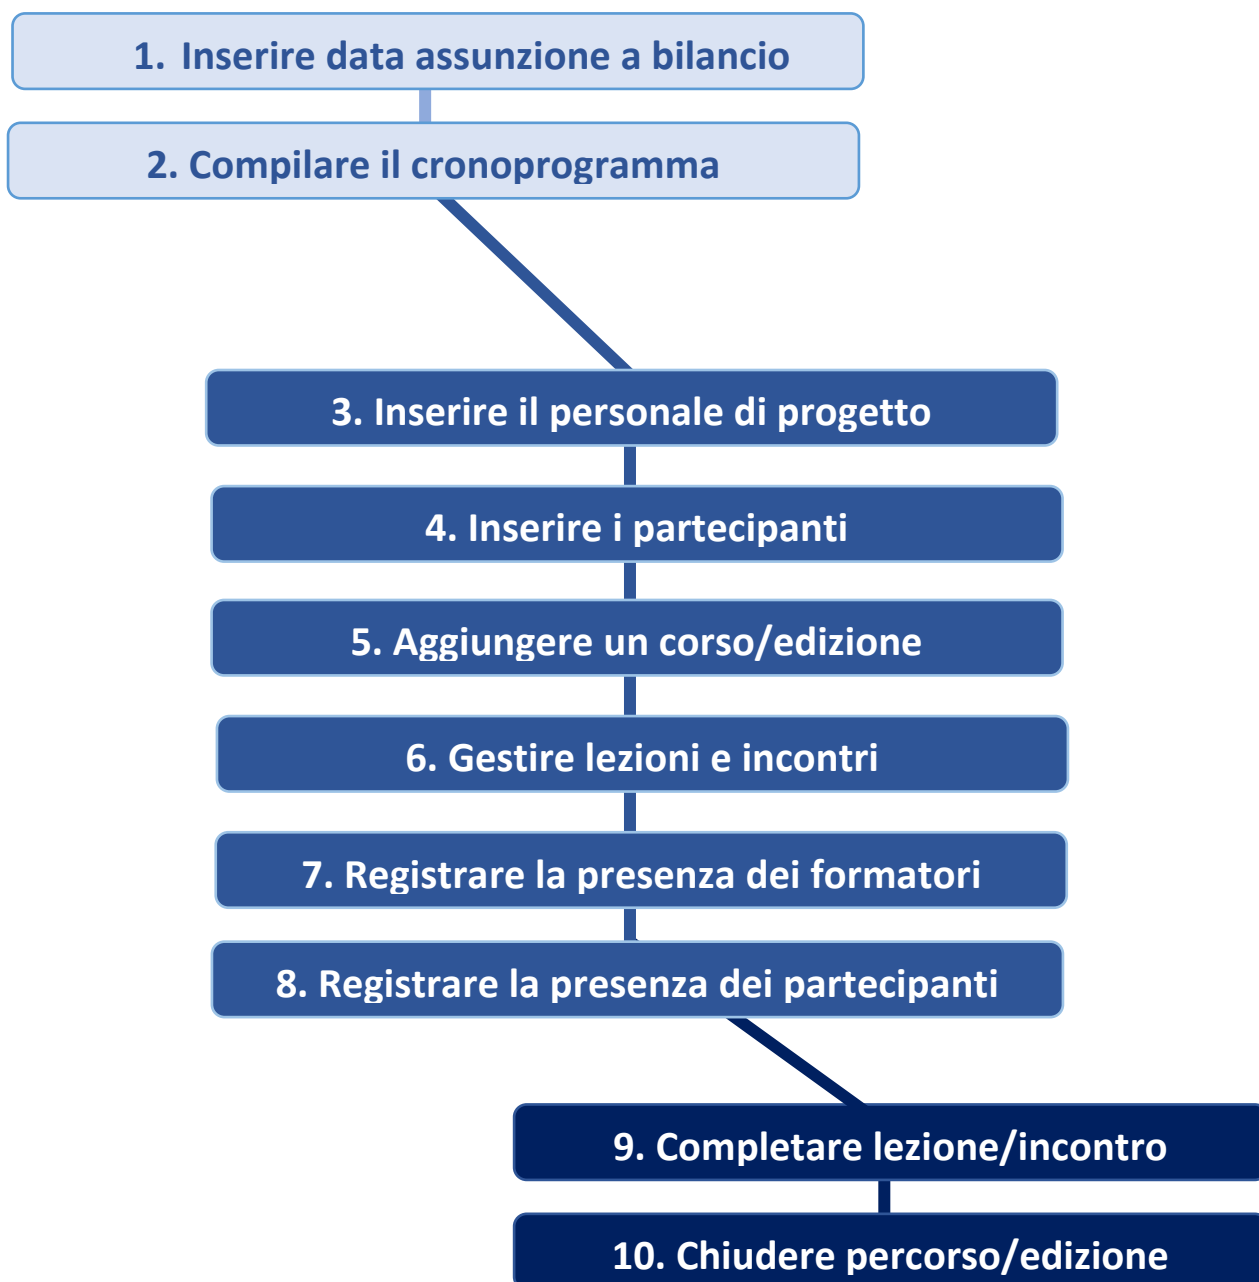 1. Inserire data assunzione a bilancio
2. Compilare il cronoprogramma
3. Inserire il personale di progetto
4. Inserire i partecipanti
5. Aggiungere un corso/edizione
6. Gestire lezioni e incontri
7. Registrare la presenza dei formatori
8. Registrare la presenza dei partecipanti
9. Completare lezione/incontro
10. Chiudere percorso/edizione